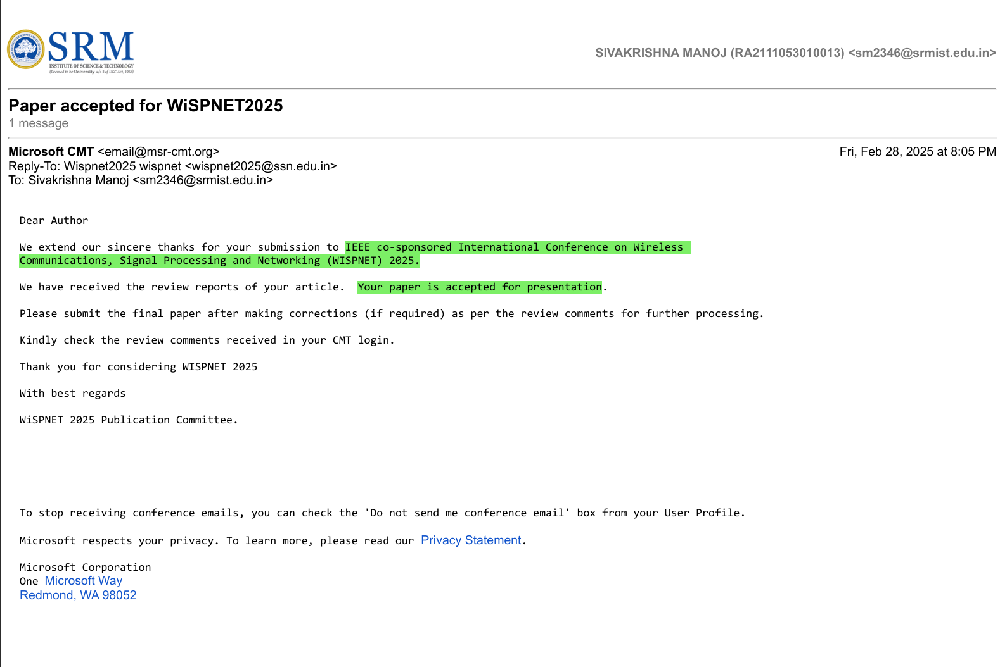 SRM
INSTITUTE OF SCIENCE & TECHNOLOGY
(Deemed to be University u/s 3 of UGC Act, 1956)
SIVAKRISHNA MANOJ (RA2111053010013) <sm2346@srmist.edu.in>
Paper accepted for WiSPNET2025
1 message
Microsoft CMT <email@msr-cmt.org>
Fri, Feb 28, 2025 at 8:05 PM
Reply-To: Wispnet2025 wispnet <wispnet2025@ssn.edu.in>
To: Sivakrishna Manoj <sm2346@srmist.edu.in>
Dear Author
We extend our sincere thanks for your submission to IEEE co-sponsored International Conference on Wireless
Communications, Signal Processing and Networking (WISPNET) 2025.
We have received the review reports of your article.  Your paper is accepted for presentation.
Please submit the final paper after making corrections (if required) as per the review comments for further processing.
Kindly check the review comments received in your CMT login.
Thank you for considering WISPNET 2025
With best regards
WiSPNET 2025 Publication Committee.
To stop receiving conference emails, you can check the 'Do not send me conference email' box from your User Profile.
Microsoft respects your privacy. To learn more, please read our Privacy Statement.
Microsoft Corporation
One Microsoft Way
Redmond, WA 98052